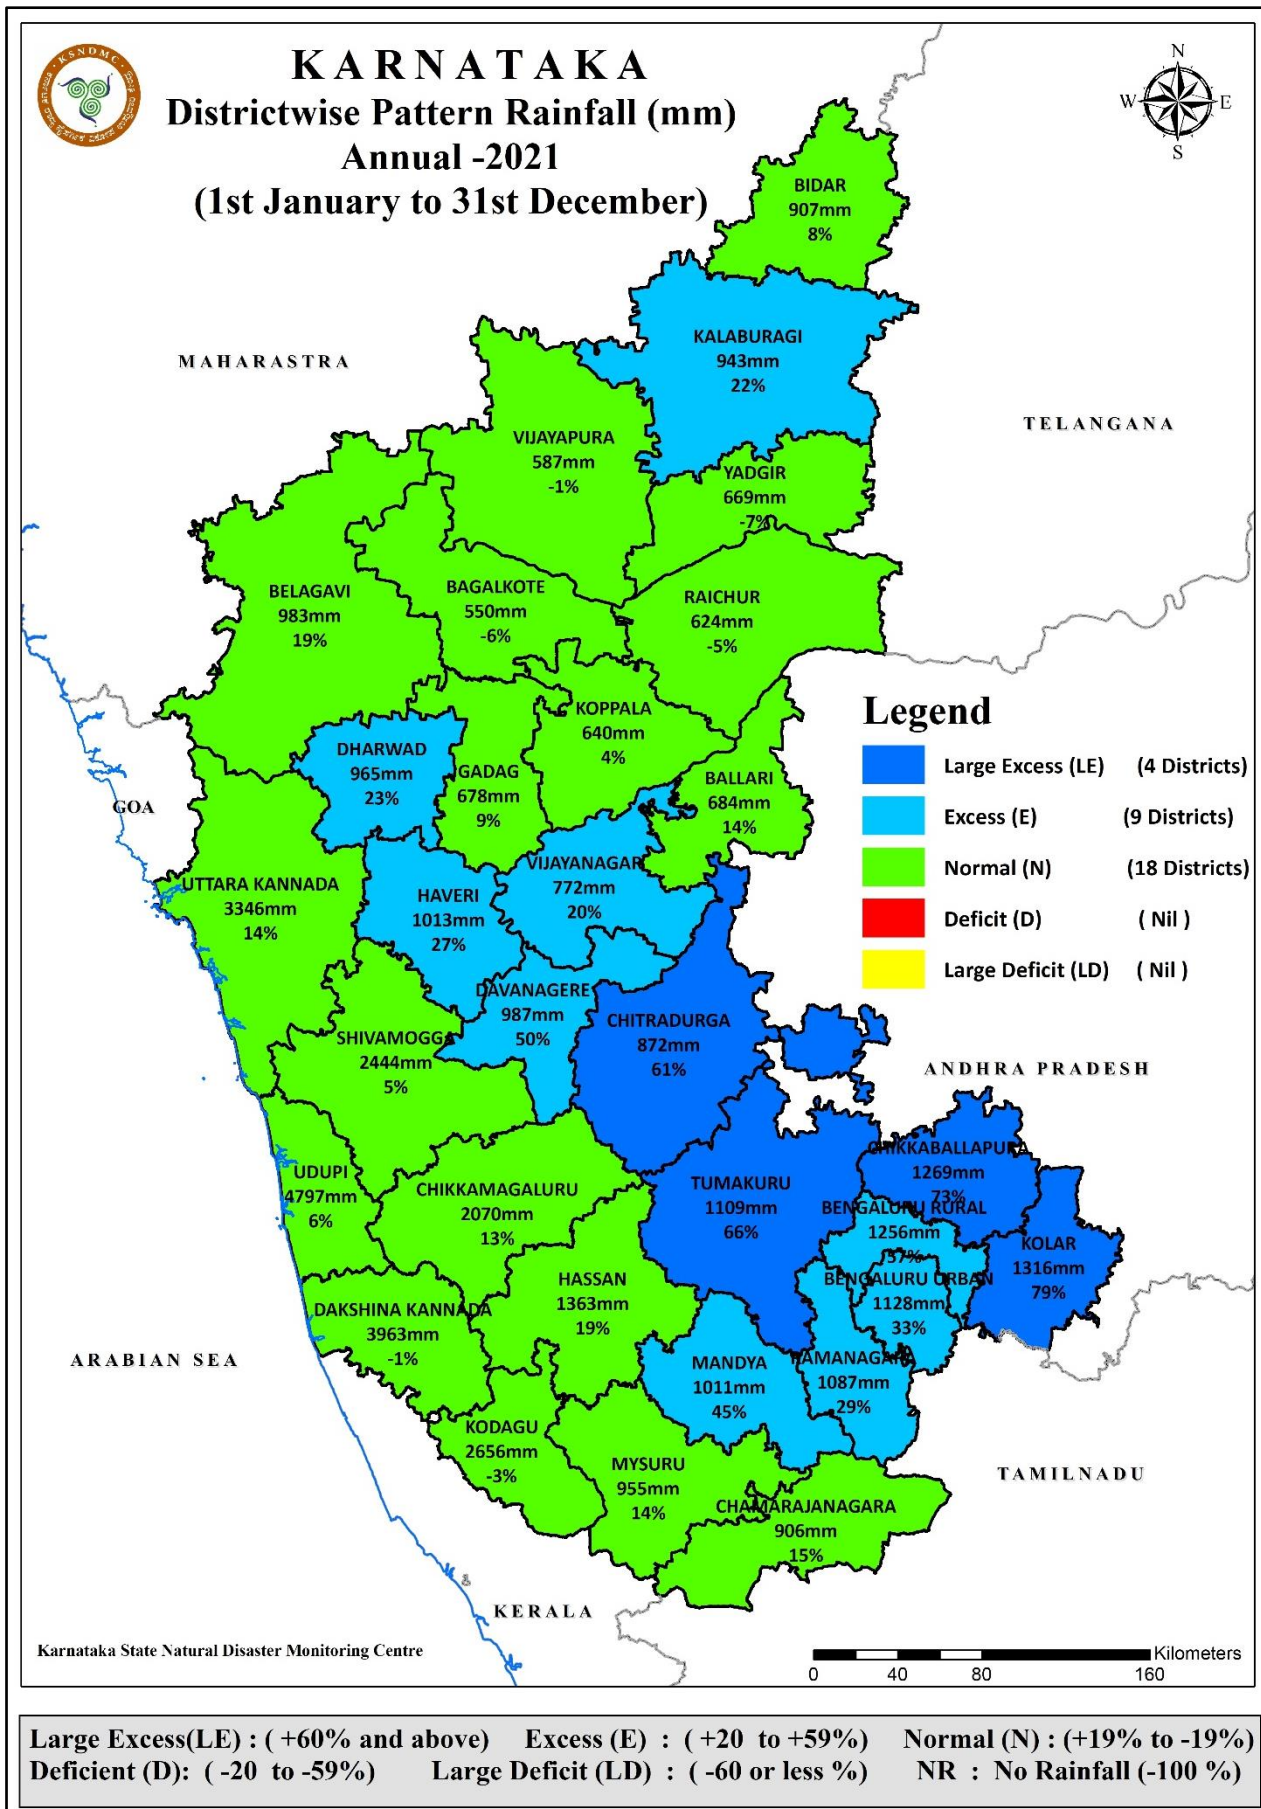 KSNDMC
KARNATAKA
Districtwise Pattern Rainfall (mm)
Annual -2021
(1st January to 31st December)
N
W E
S
BIDAR
907mm
8%
KALABURAGI
943mm
22%
MAHARASTRA
TELANGANA
VIJAYAPURA
587mm
-1%
YADGIR
669mm
-7%
BELAGAVI
983mm
19%
BAGALKOTE
550mm
-6%
RAICHUR
624mm
-5%
KOPPALA
640mm
4%
DHARWAD
965mm
23%
GADAG
678mm
9%
BALLARI
684mm
14%
GOA
VIJAYANAGAR
772mm
20%
UTTARA KANNADA
3346mm
14%
HAVERI
1013mm
27%
DAVANAGERE
987mm
50%
CHITRADURGA
872mm
61%
SHIVAMOGGA
2444mm
5%
Legend
Large Excess (LE) (4 Districts)
Excess (E) (9 Districts)
Normal (N) (18 Districts)
Deficit (D) ( Nil )
Large Deficit (LD) ( Nil )
ANDHRA PRADESH
CHIKKABALLAPURA
1269mm
73%
UDUPI
4797mm
6%
CHIKKAMAGALURU
2070mm
13%
TUMAKURU
1109mm
66%
BENGALURU RURAL
1256mm
57%
KOLAR
1316mm
79%
BENGALURU URBAN
1128mm
33%
HASSAN
1363mm
19%
DAKSHINA KANNADA
3963mm
-1%
ARABIAN SEA
MANDYA
1011mm
45%
RAMANAGARA
1087mm
29%
KODAGU
2656mm
-3%
MYSURU
955mm
14%
CHAMARAJANAGARA
906mm
15%
TAMILNADU
KERALA
Karnataka State Natural Disaster Monitoring Centre
Kilometers
0 40 80 160
Large Excess(LE) : ( +60% and above) Excess (E) : ( +20 to +59%) Normal (N) : (+19% to -19%)
Deficient (D): ( -20 to -59%) Large Deficit (LD) : ( -60 or less %) NR : No Rainfall (-100 %)